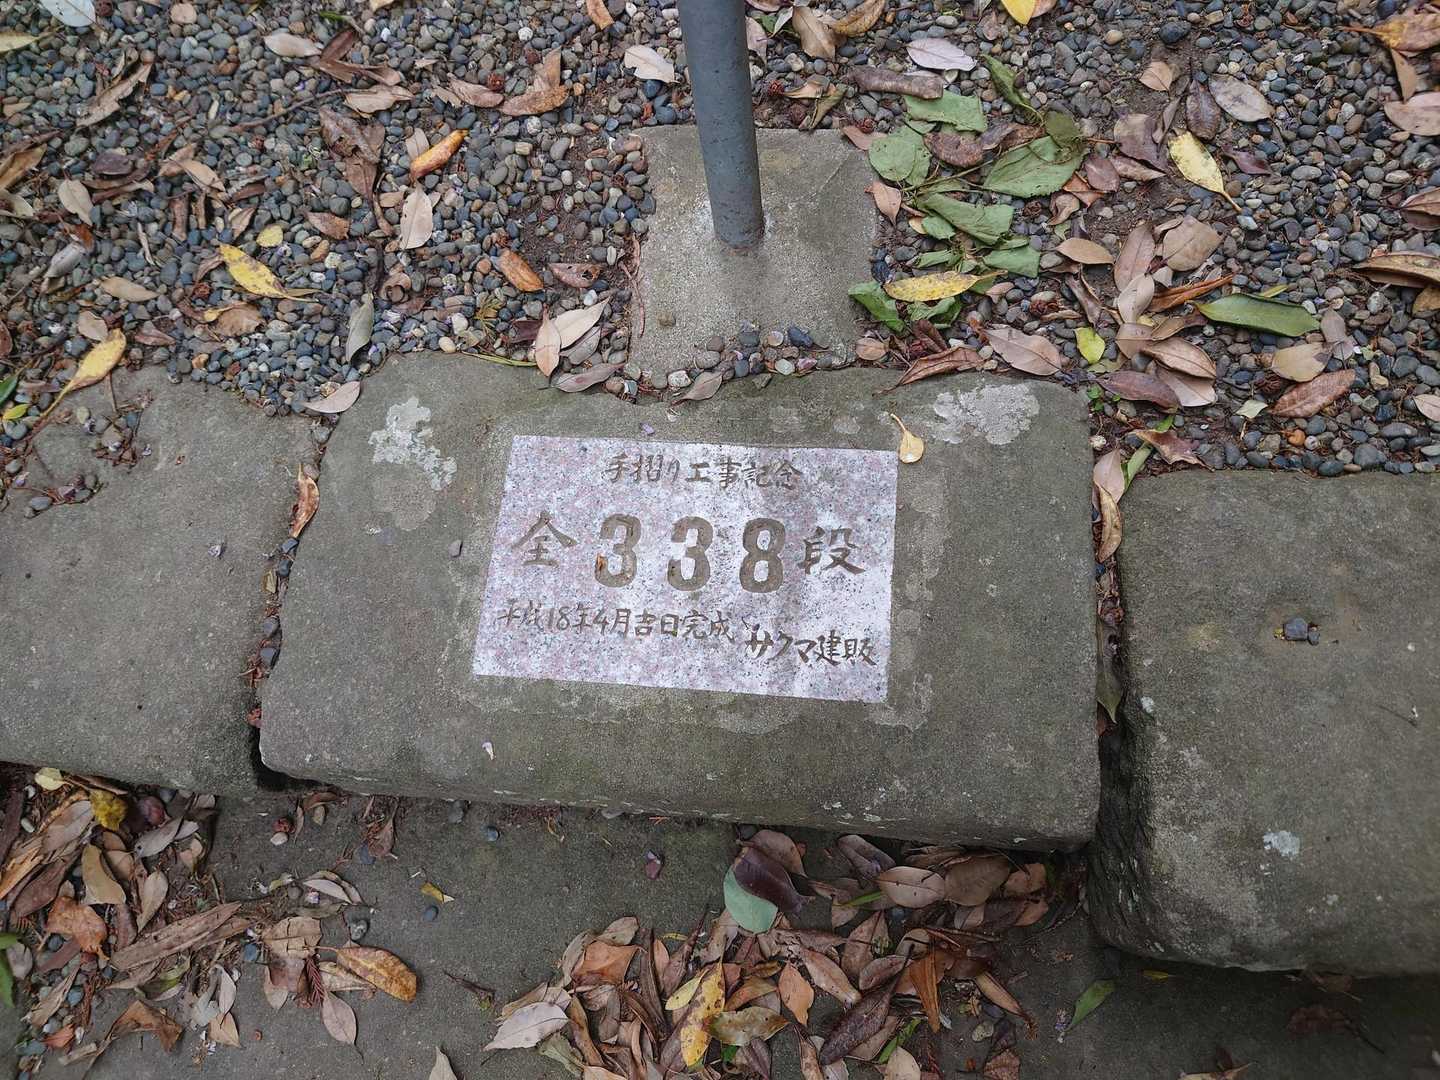 手摺り工事記念
全338段
平成18年4月吉日完成
サクマ建販